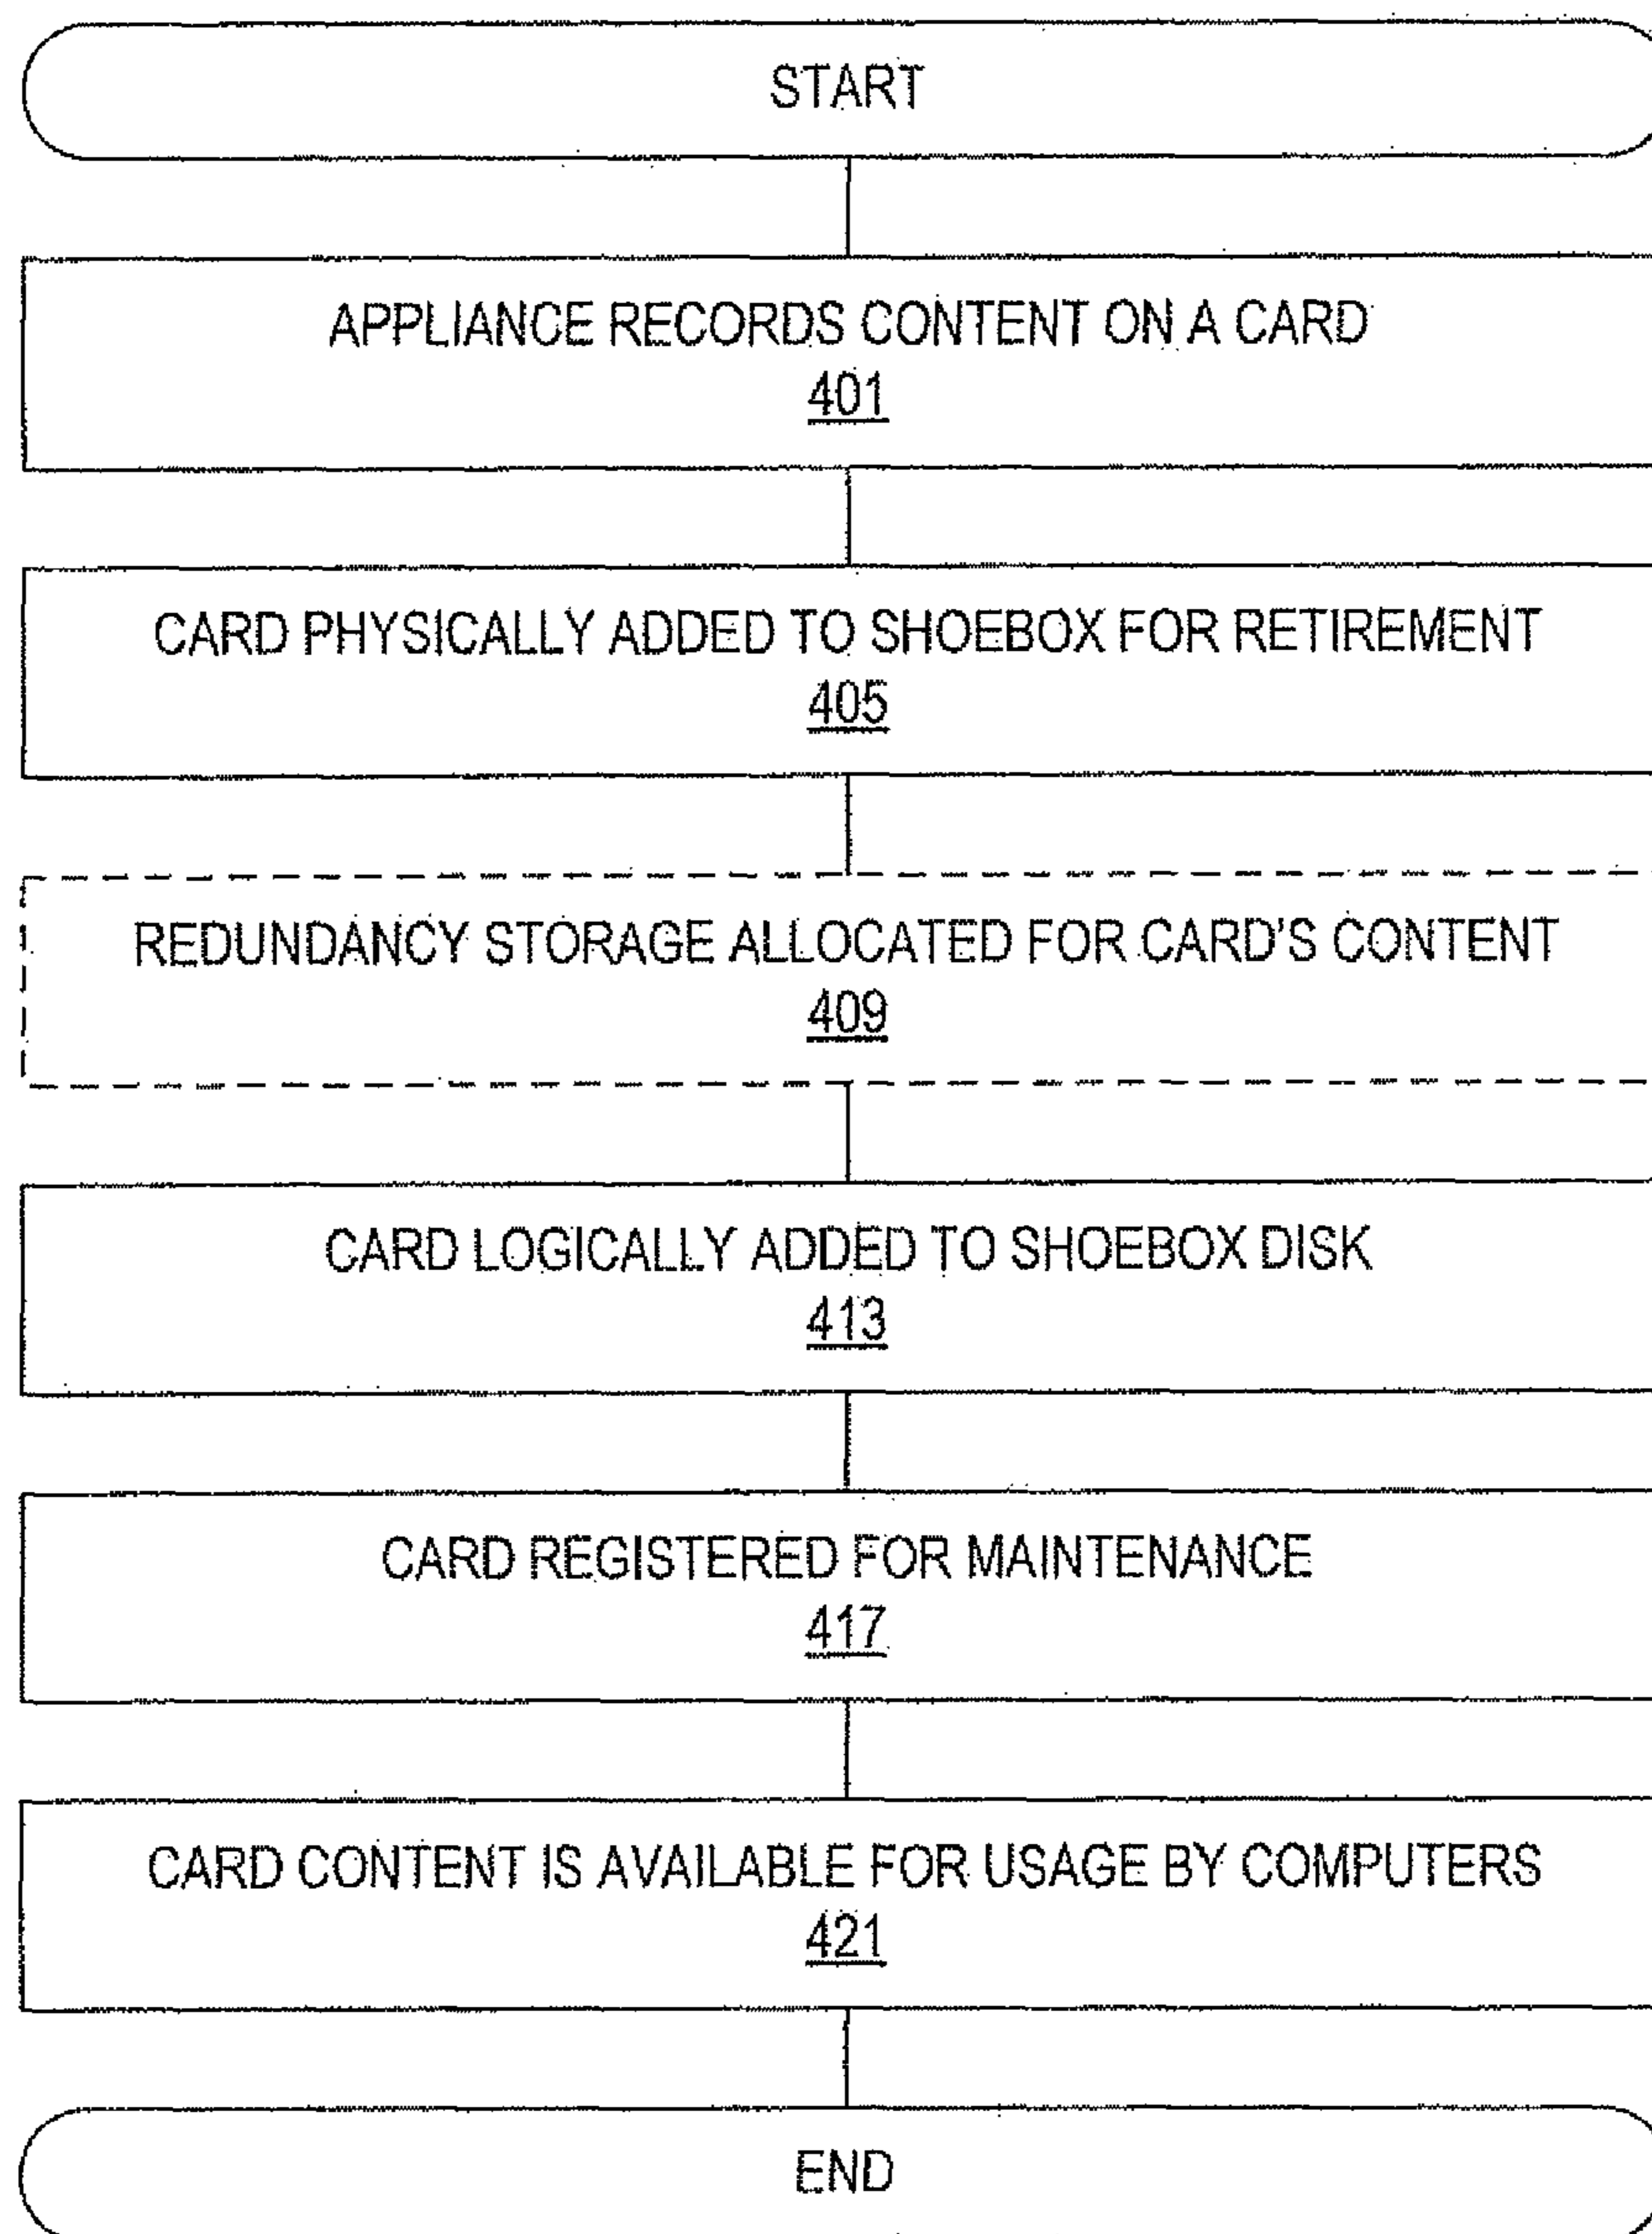 START
APPLIANCE RECORDS CONTENT ON A CARD
401
CARD PHYSICALLY ADDED TO SHOEBOX FOR RETIREMENT
405
REDUNDANCY STORAGE ALLOCATED FOR CARD'S CONTENT
409
CARD LOGICALLY ADDED TO SHOEBOX DISK
413
CARD REGISTERED FOR MAINTENANCE
417
CARD CONTENT IS AVAILABLE FOR USAGE BY COMPUTERS
421
END